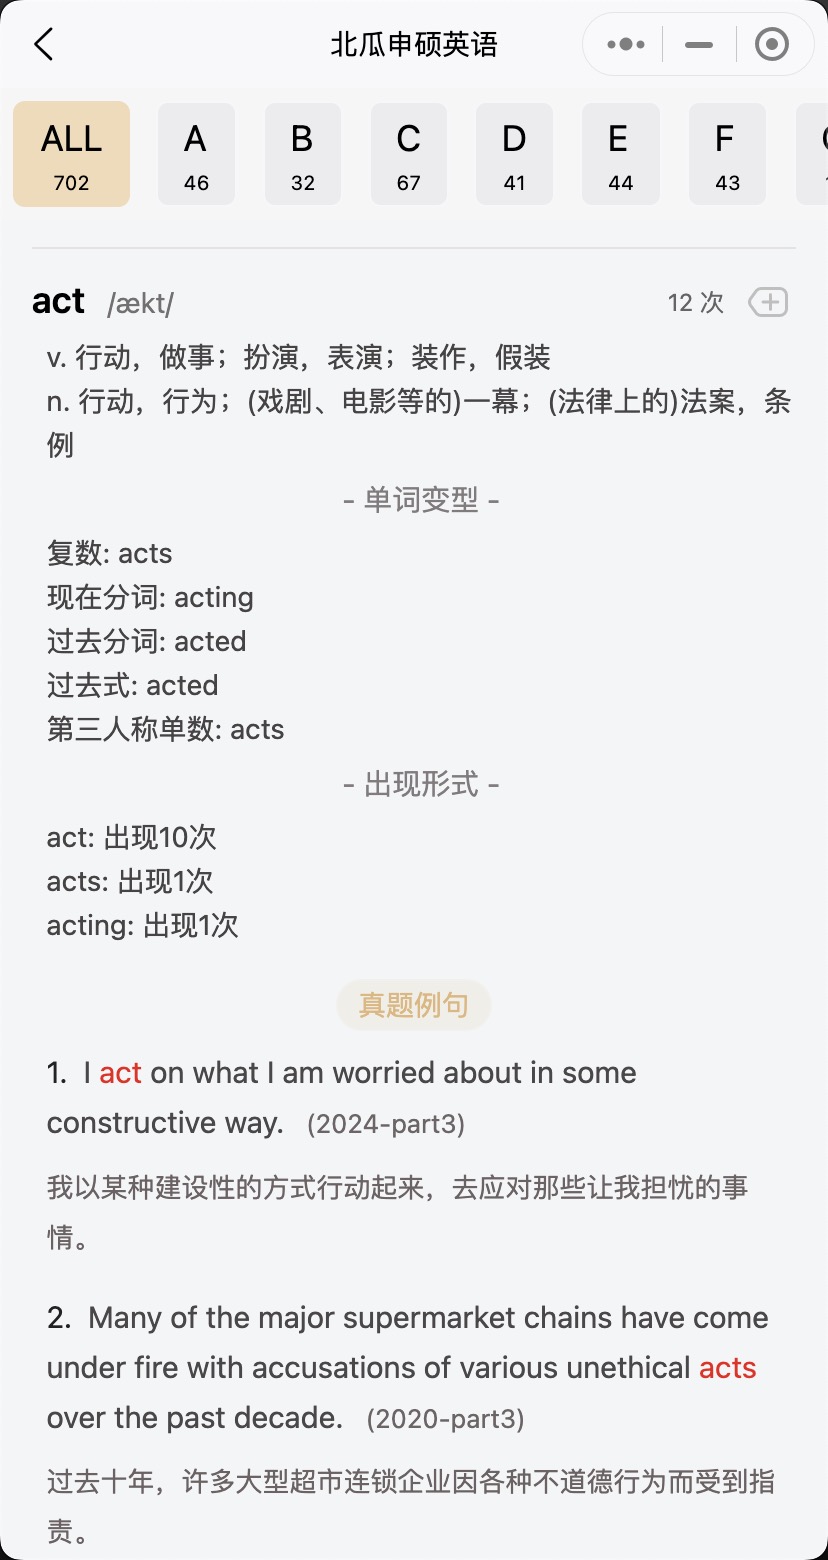 北瓜申硕英语
ALL A B C D E F
702 46 32 67 41 44 43
act /ækt/ 12 次
v. 行动，做事；扮演，表演；装作，假装
n. 行动，行为；(戏剧、电影等的)一幕；(法律上的)法案，条
例
- 单词变型 -
复数: acts
现在分词: acting
过去分词: acted
过去式: acted
第三人称单数: acts
- 出现形式 -
act: 出现10次
acts: 出现1次
acting: 出现1次
真题例句
1. I act on what I am worried about in some
constructive way. (2024-part3)
我以某种建设性的方式行动起来，去应对那些让我担忧的事
情。
2. Many of the major supermarket chains have come
under fire with accusations of various unethical acts
over the past decade. (2020-part3)
过去十年，许多大型超市连锁企业因各种不道德行为而受到指
责。